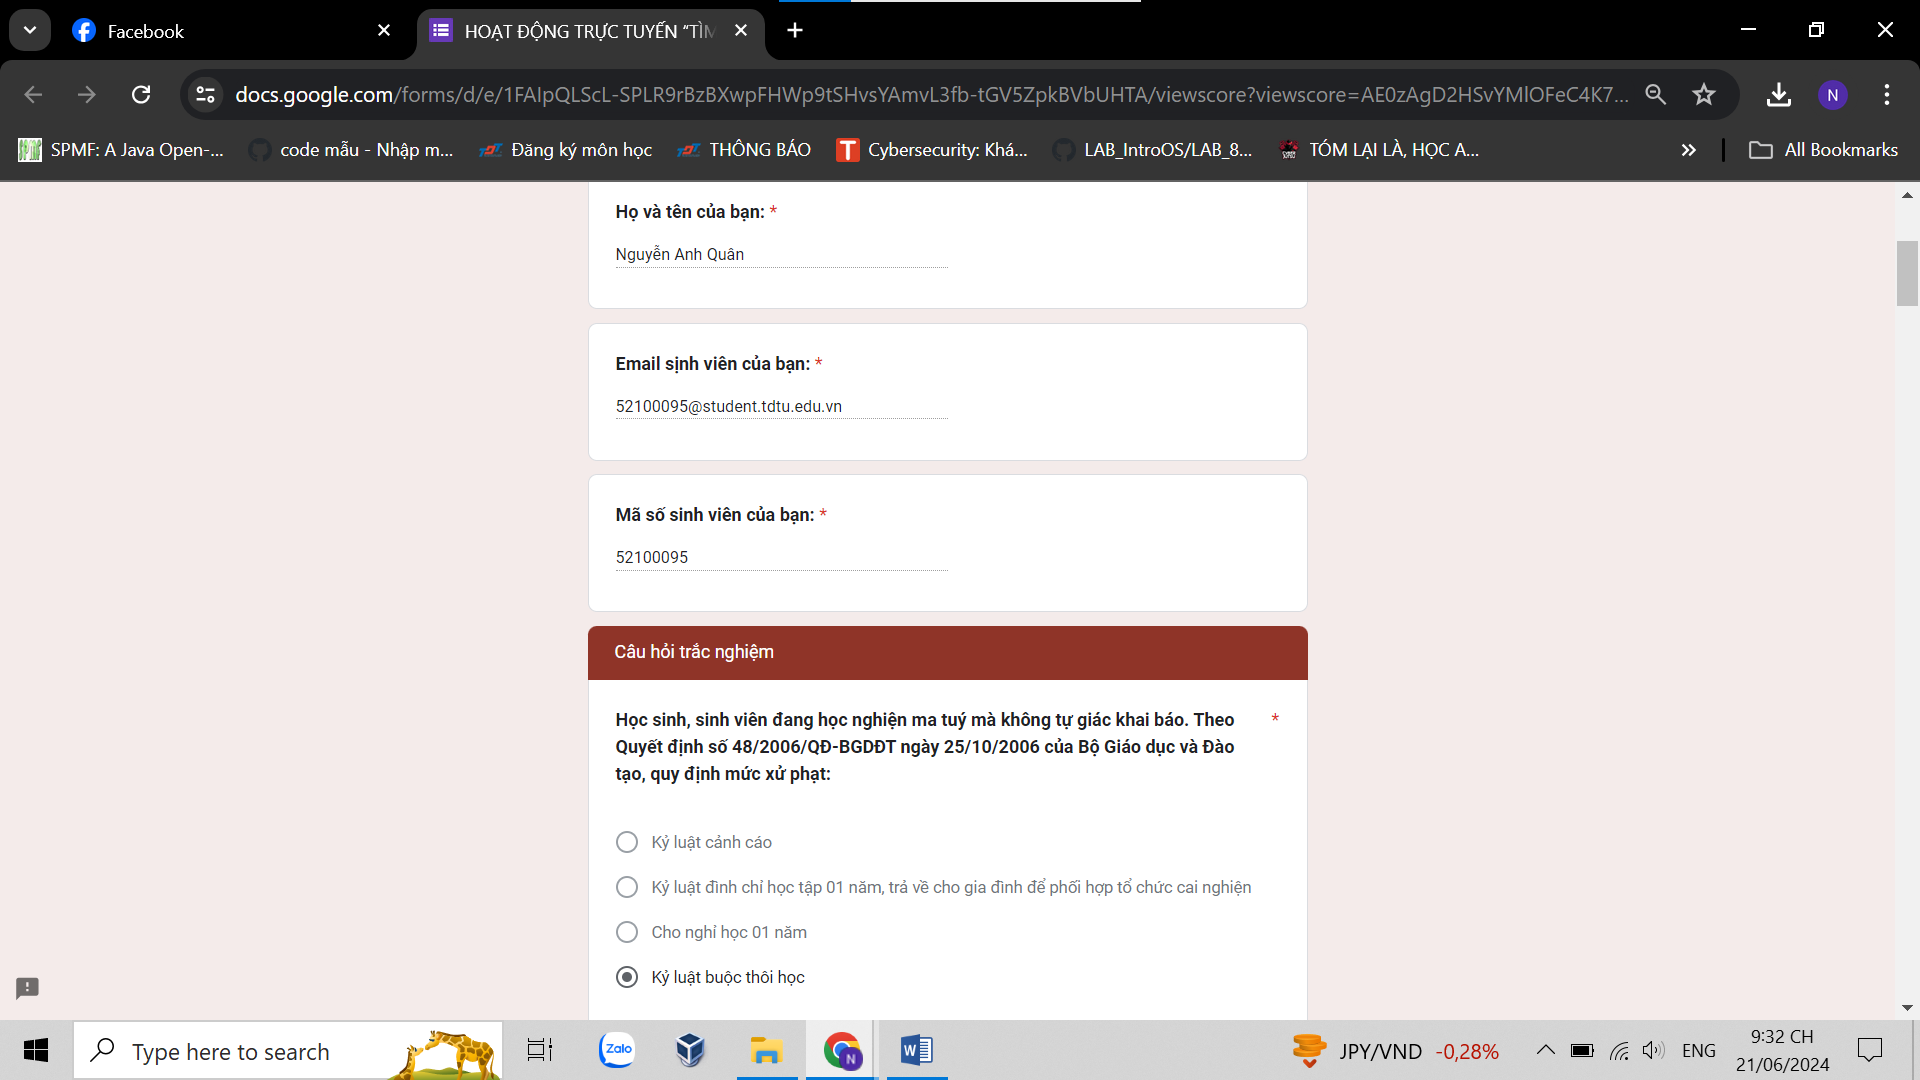 Facebook
HOẠT ĐỘNG TRỰC TUYẾN “TÌM
docs.google.com/forms/d/e/1FAIpQLScL-SPLR9rBzBXwpFHWp9tSHvsYAmvL3fb-tGV5ZpkBVbUHTA/viewscore?viewscore=AE0zAgD2HSvYMlOFeC4K7...
N
SPMF: A Java Open-...
code mẫu - Nhập m...
Đăng ký môn học
THÔNG BÁO
T Cybersecurity: Khá...
LAB_IntroOS/LAB_8...
TÓM LẠI LÀ, HỌC A...
All Bookmarks
Họ và tên của bạn: *
Nguyễn Anh Quân
Email sịnh viên của bạn: *
52100095@student.tdtu.edu.vn
Mã số sinh viên của bạn: *
52100095
Câu hỏi trắc nghiệm
Học sinh, sinh viên đang học nghiện ma tuý mà không tự giác khai báo. Theo *
Quyết định số 48/2006/QĐ-BGDĐT ngày 25/10/2006 của Bộ Giáo dục và Đào
tạo, quy định mức xử phạt:
Kỷ luật cảnh cáo
Kỷ luật đình chỉ học tập 01 năm, trả về cho gia đình để phối hợp tổ chức cai nghiện
Cho nghỉ học 01 năm
Kỷ luật buộc thôi học
Type here to search
Zalo
N
W
JPY/VND -0,28%
ENG
9:32 CH
21/06/2024